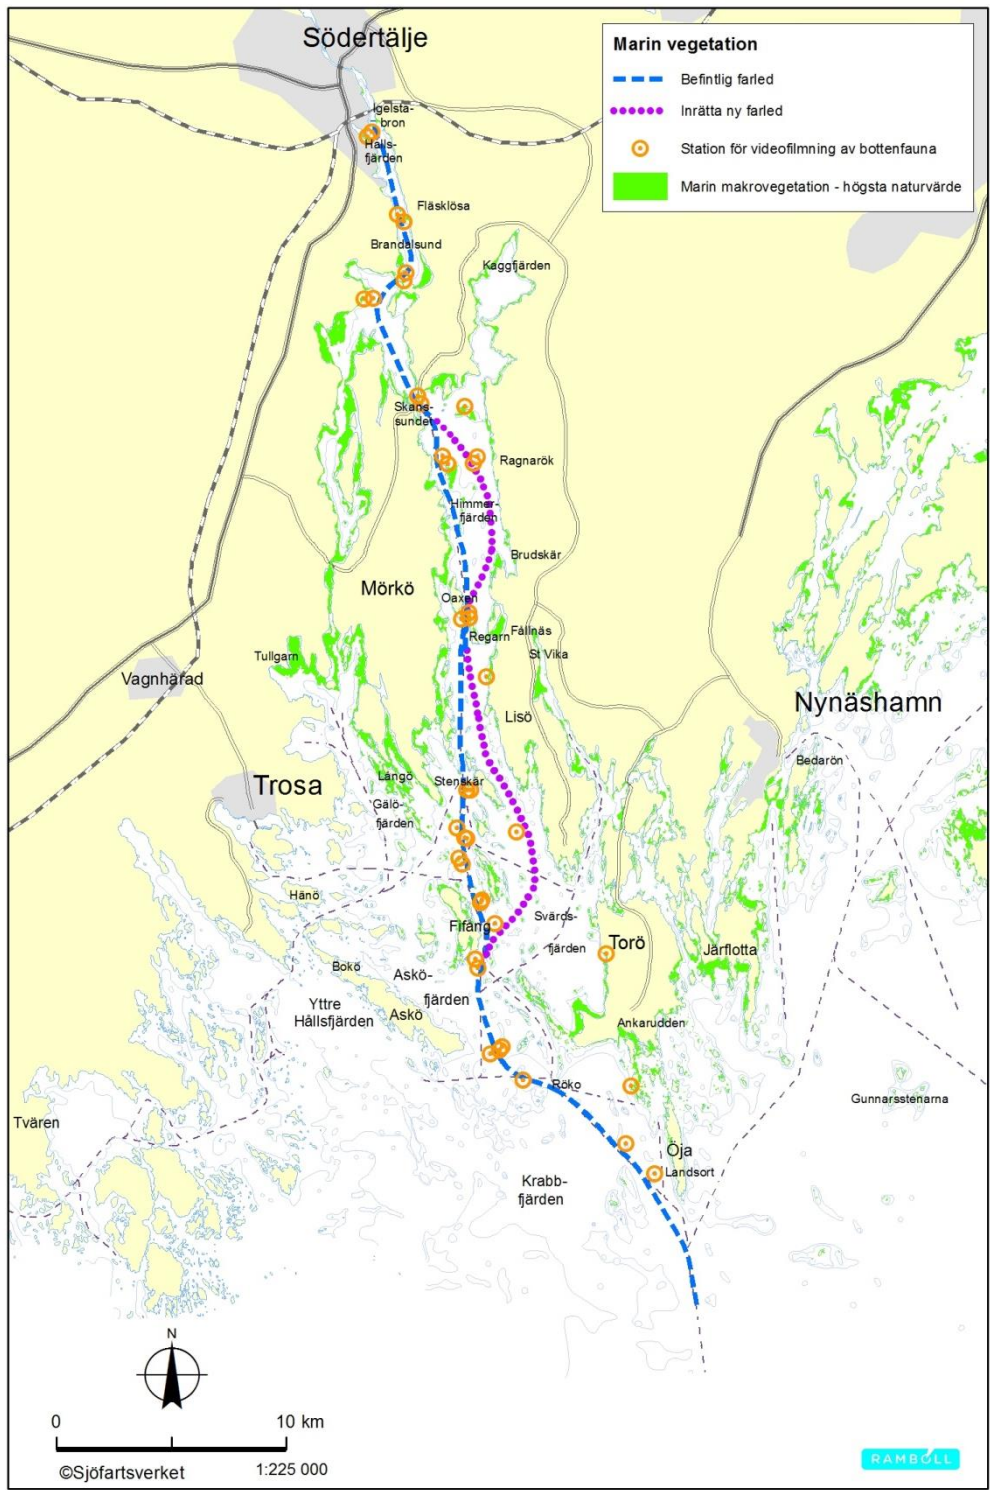 Södertälje
Marin vegetation
Befintlig farled
Inrätta ny farled
Station för videofilmning av bottenfauna
Marin makrovegetation - högsta naturvärde
Igelsta-
bron
Halls-
fjärden
Fläsklösa
Brandalsund
Kaggfjärden
Skans-
sundet
Ragnarök
Himmer-
fjärden
Brudskär
Mörkö
Oaxen
Regarn
Fållnäs
St Vika
Tullgarn
Vagnhärad
Lisö
Nynäshamn
Bedarön
Trosa
Långö
Stenskär
Gälö-
fjärden
Hånö
Fifång
Svärds-
fjärden
Torö
Järflotta
Bokö
Askö-
fjärden
Yttre
Hållsfjärden
Askö
Ankarudden
Röko
Gunnarsstenarna
Tvären
Öja
Landsort
Krabb-
fjärden
N
0 10 km
©Sjöfartsverket 1:225 000
RAMBOLL